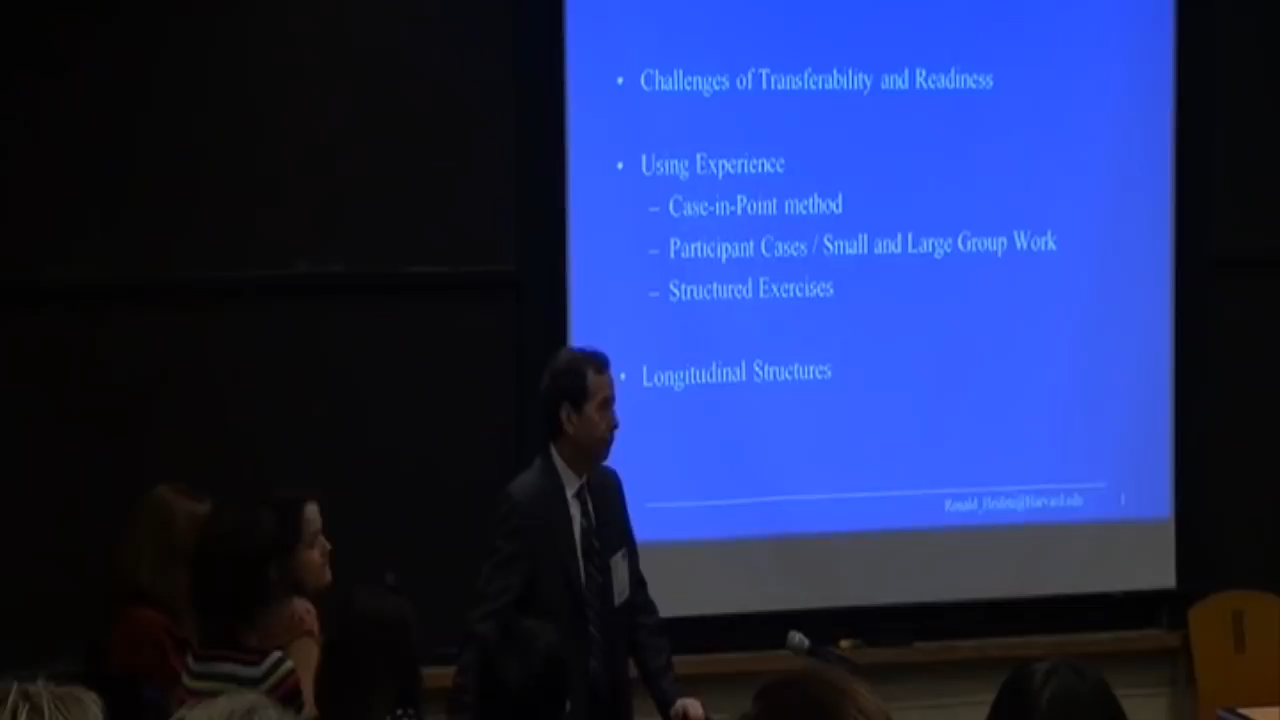 • Challenges of Transferability and Readiness
• Using Experience
– Case-in-Point method
– Participant Cases / Small and Large Group Work
– Structured Exercises
• Longitudinal Structures
1